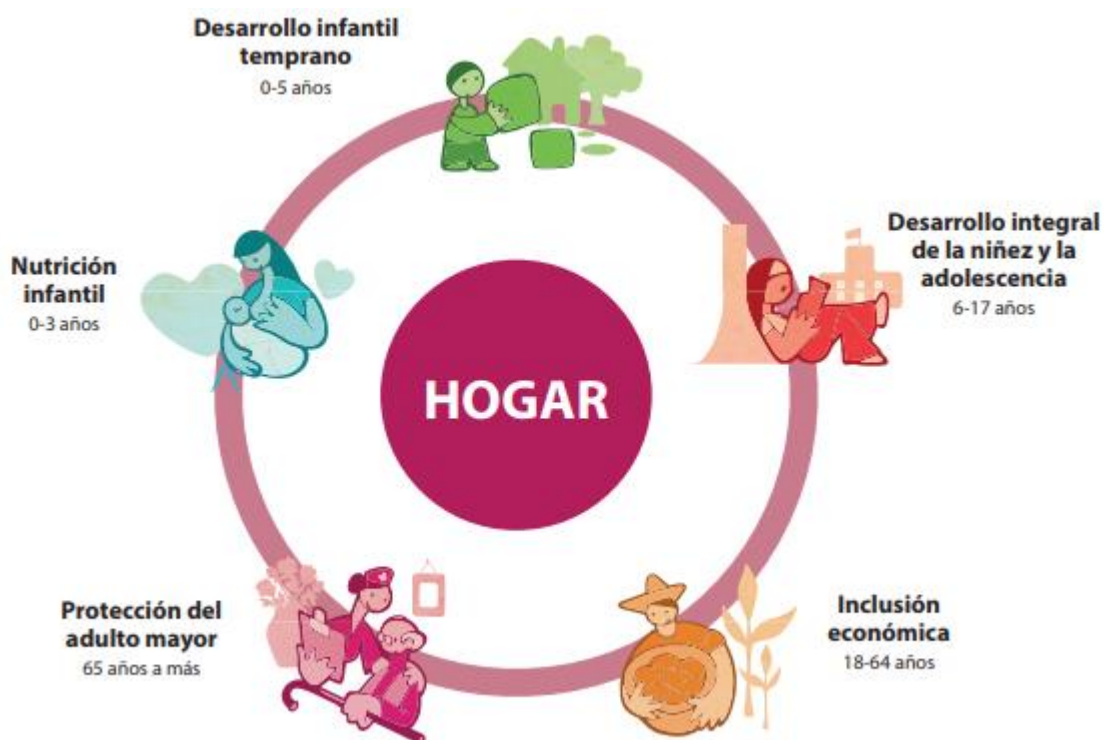 Desarrollo infantil
temprano
0-5 años
Desarrollo integral
de la niñez y la
adolescencia
6-17 años
Nutrición
infantil
0-3 años
HOGAR
Protección del
adulto mayor
65 años a más
Inclusión
económica
18-64 años